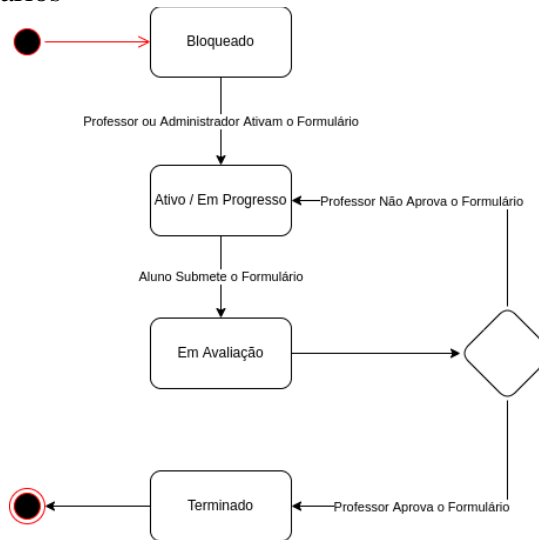 Bloqueado
Professor ou Administrador Ativam o Formulário
Ativo / Em Progresso
Professor Não Aprova o Formulário
Aluno Submete o Formulário
Em Avaliação
Terminado
Professor Aprova o Formulário